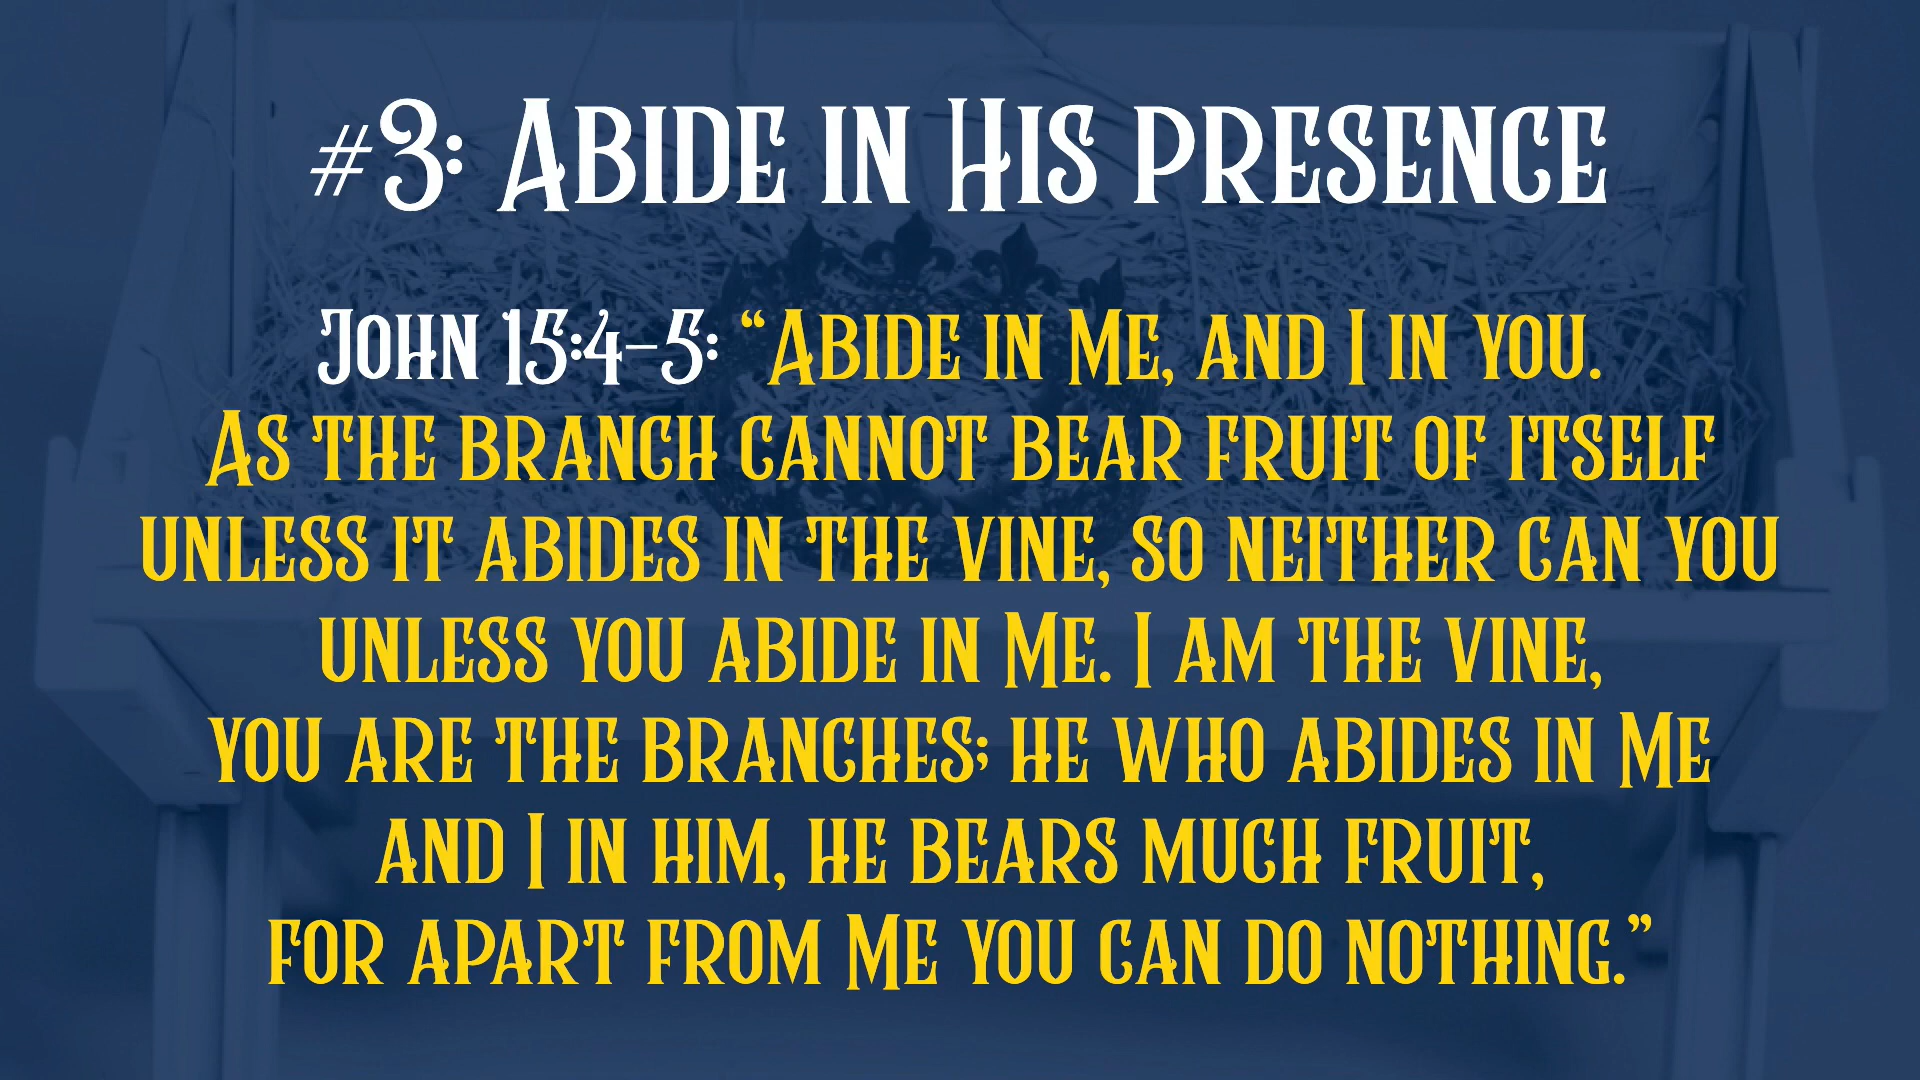 #3: Abide in His presence
John 15:4–5: “Abide in Me, and I in you.
As the branch cannot bear fruit of itself
unless it abides in the vine, so neither can you
unless you abide in Me. I am the vine,
you are the branches; he who abides in Me
and I in him, he bears much fruit,
for apart from Me you can do nothing.”